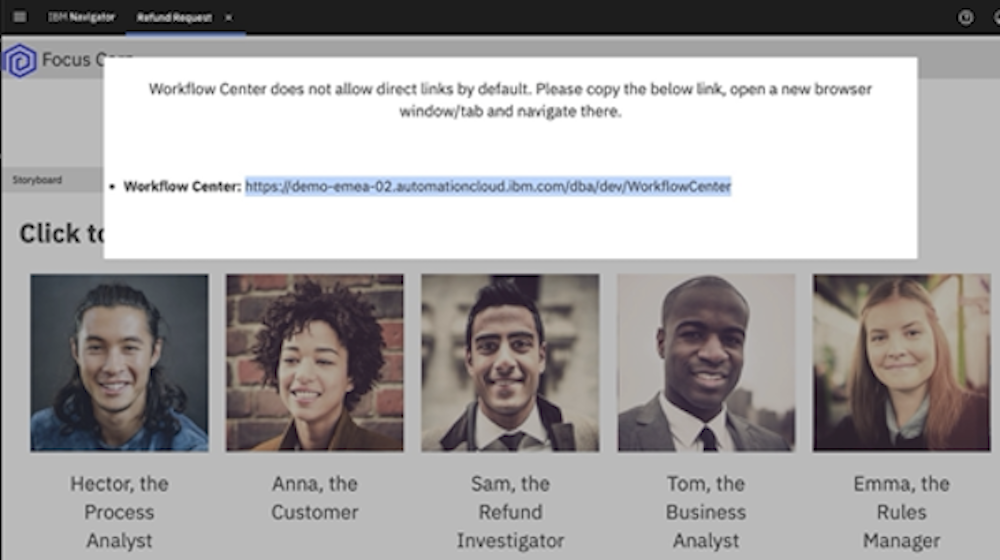 IBM Navigator
Refund Request
Focus
Workflow Center does not allow direct links by default. Please copy the below link, open a new browser
window/tab and navigate there.
• Workflow Center: https://demo-emea-02.automationcloud.ibm.com/dba/dev/WorkflowCenter
Storyboard
Click
Hector, the
Process
Analyst
Anna, the
Customer
Sam, the
Refund
Investigator
Tom, the
Business
Analyst
Emma, the
Rules
Manager